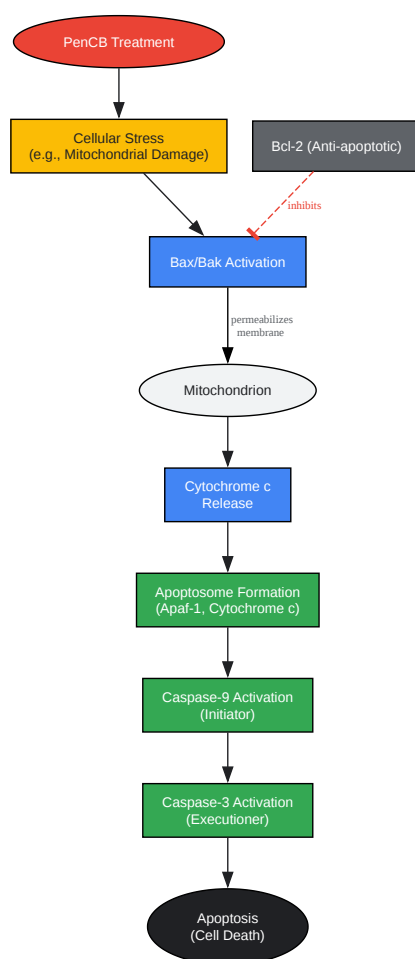 PenCB Treatment
Cellular Stress
(e.g., Mitochondrial Damage)
Bcl-2 (Anti-apoptotic)
inhibits
Bax/Bak Activation
permeabilizes
membrane
Mitochondrion
Cytochrome c
Release
Apoptosome Formation
(Apaf-1, Cytochrome c)
Caspase-9 Activation
(Initiator)
Caspase-3 Activation
(Executioner)
Apoptosis
(Cell Death)